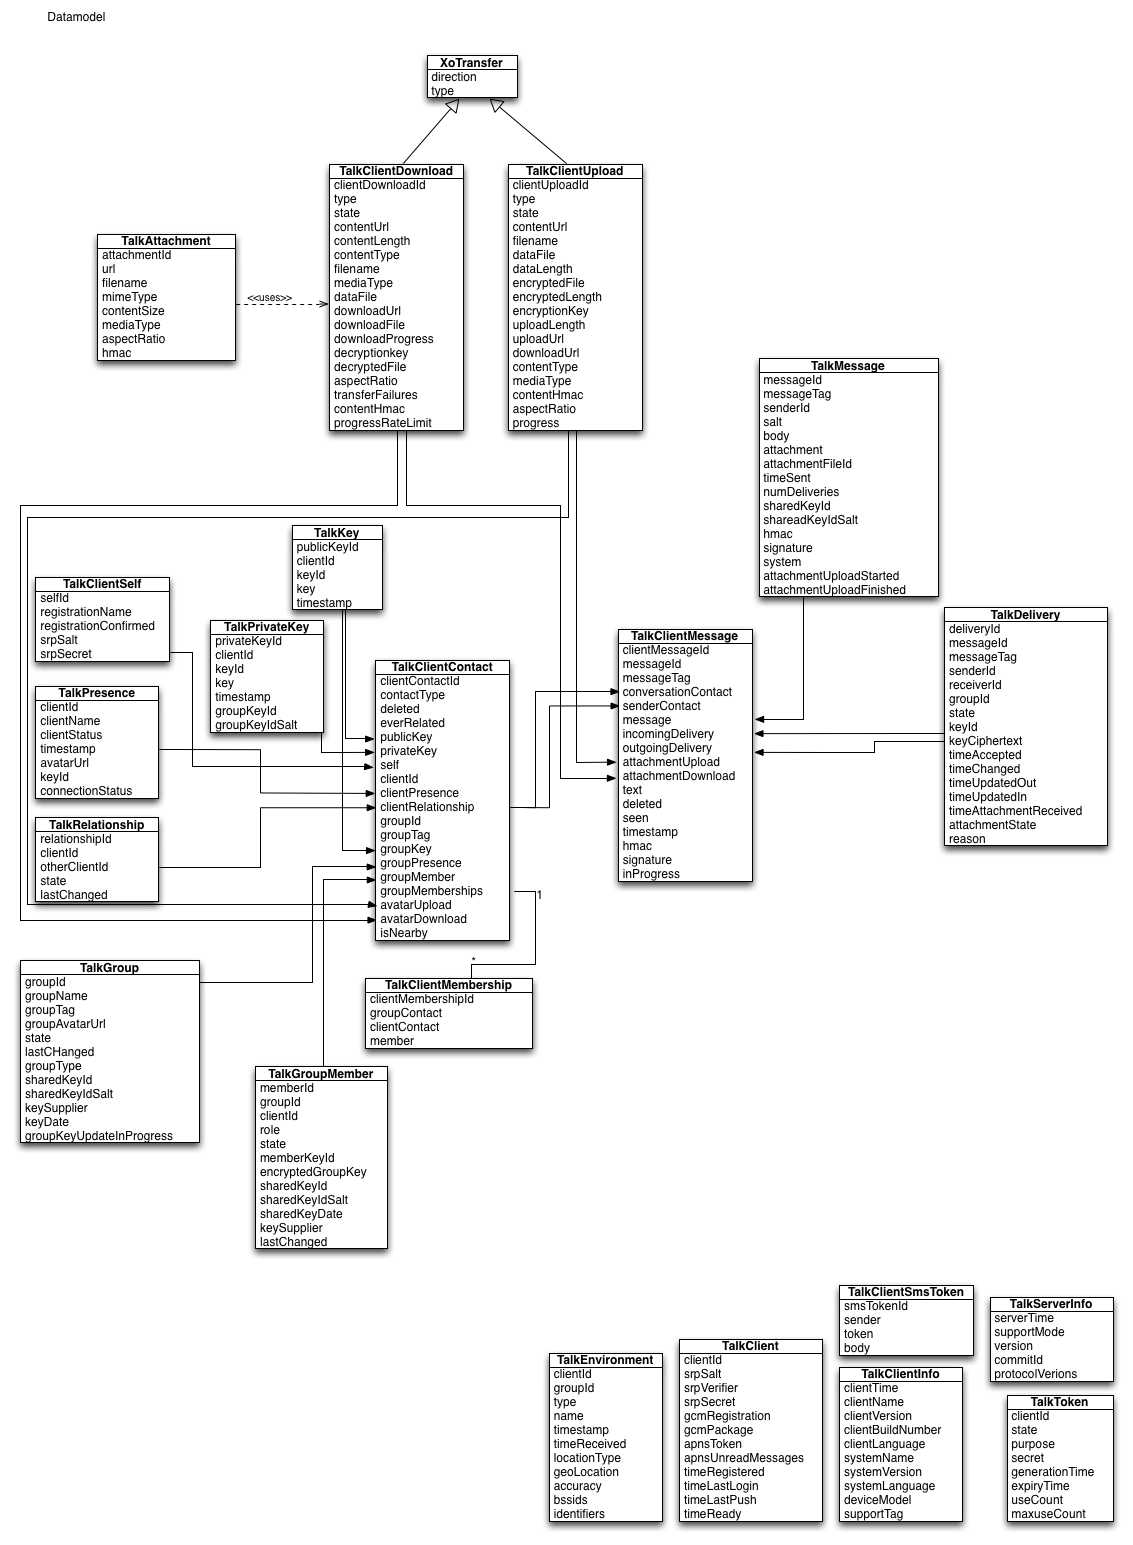 Datamodel
XoTransfer
direction
type
TalkClientDownload
clientDownloadId
type
state
contentUrl
contentLength
contentType
filename
mediaType
dataFile
downloadUrl
downloadFile
downloadProgress
decryptionkey
decryptedFile
aspectRatio
transferFailures
contentHmac
progressRateLimit
TalkClientUpload
clientUploadId
type
state
contentUrl
filename
dataFile
dataLength
encryptedFile
encryptedLength
encryptionKey
uploadLength
uploadUrl
downloadUrl
contentType
mediaType
contentHmac
aspectRatio
progress
TalkAttachment
attachmentId
url
filename
mimeType
contentSize
mediaType
aspectRatio
hmac
<<uses>>
TalkMessage
messageId
messageTag
senderId
salt
body
attachment
attachmentFileId
timeSent
numDeliveries
sharedKeyId
shareadKeyIdSalt
hmac
signature
system
attachmentUploadStarted
attachmentUploadFinished
TalkKey
publicKeyId
clientId
keyId
key
timestamp
TalkClientSelf
selfId
registrationName
registrationConfirmed
srpSalt
srpSecret
TalkPrivateKey
privateKeyId
clientId
keyId
key
timestamp
groupKeyId
groupKeyIdSalt
TalkDelivery
deliveryId
messageId
messageTag
senderId
receiverId
groupId
state
keyId
keyCiphertext
timeAccepted
timeChanged
timeUpdatedOut
timeUpdatedIn
timeAttachmentReceived
attachmentState
reason
TalkClientMessage
clientMessageId
messageId
messageTag
conversationContact
senderContact
message
incomingDelivery
outgoingDelivery
attachmentUpload
attachmentDownload
text
deleted
seen
timestamp
hmac
signature
inProgress
TalkClientContact
clientContactId
contactType
deleted
everRelated
publicKey
privateKey
self
clientId
clientPresence
clientRelationship
groupId
groupTag
groupKey
groupPresence
groupMember
groupMemberships
avatarUpload
avatarDownload
isNearby
TalkPresence
clientId
clientName
clientStatus
timestamp
avatarUrl
keyId
connectionStatus
TalkRelationship
relationshipId
clientId
otherClientId
state
lastChanged
1
*
TalkGroup
groupId
groupName
groupTag
groupAvatarUrl
state
lastCHanged
groupType
sharedKeyId
sharedKeyIdSalt
keySupplier
keyDate
groupKeyUpdateInProgress
TalkClientMembership
clientMembershipId
groupContact
clientContact
member
TalkGroupMember
memberId
groupId
clientId
role
state
memberKeyId
encryptedGroupKey
sharedKeyId
sharedKeyIdSalt
sharedKeyDate
keySupplier
lastChanged
TalkClientSmsToken
smsTokenId
sender
token
body
TalkServerInfo
serverTime
supportMode
version
commitId
protocolVerions
TalkEnvironment
clientId
groupId
type
name
timestamp
timeReceived
locationType
geoLocation
accuracy
bssids
identifiers
TalkClient
clientId
srpSalt
srpVerifier
srpSecret
gcmRegistration
gcmPackage
apnsToken
apnsUnreadMessages
timeRegistered
timeLastLogin
timeLastPush
timeReady
TalkClientInfo
clientTime
clientName
clientVersion
clientBuildNumber
clientLanguage
systemName
systemVersion
systemLanguage
deviceModel
supportTag
TalkToken
clientId
state
purpose
secret
generationTime
expiryTime
useCount
maxuseCount